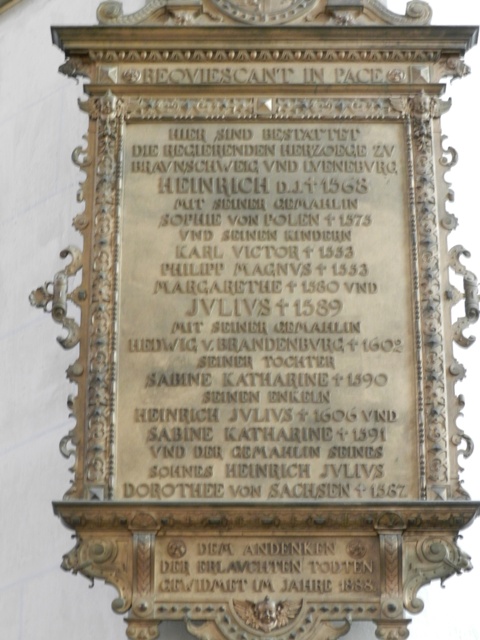 REQVIESCANT IN PACE
HIER SIND BESTATTET
DIE REGIERENDEN HERZOEGE ZV
BRAVNSCHWEIG VND LVENEBVRG
HEINRICH D.J. + 1568
MIT SEINER GEMAHLIN
SOPHIE VON POLEN + 1575
VND SEINEN KINDERN
KARL VICTOR + 1553
PHILIPP MAGNVS + 1553
MARGARETHE + 1580 VND
JVLIVS + 1589
MIT SEINER GEMAHLIN
HEDWIG V. BRANDENBVRG + 1602
SEINER TOCHTER
SABINE KATHARINE + 1590
SEINEN ENKELN
HEINRICH JVLIVS + 1606 VND
SABINE KATHARINE + 1591
VND DER GEMAHLIN SEINES
SOHNES HEINRICH JVLIVS
DOROTHEE VON SACHSEN + 1587
DEM ANDENKEN
DER ERLAVCHTEN TODTEN
GEWIDMET IM JAHRE 1888